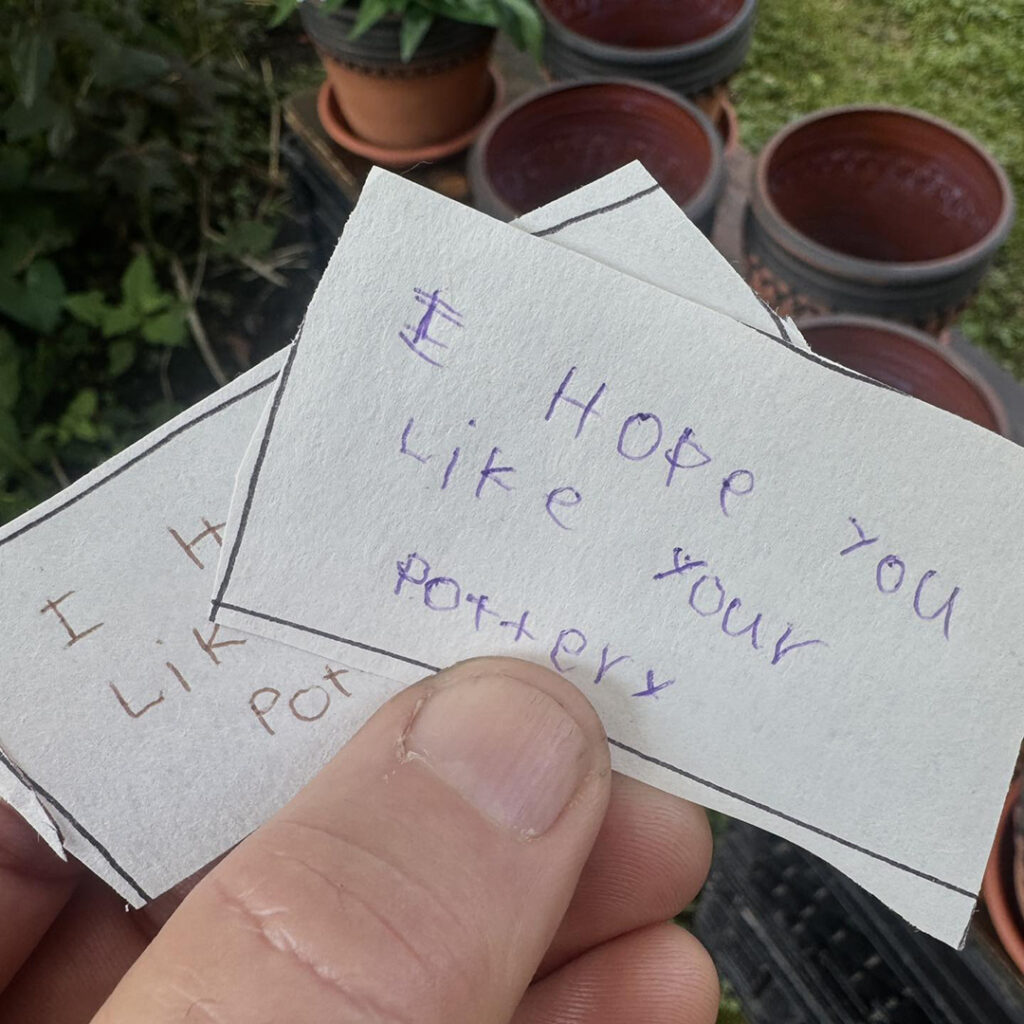 I Hope you
Like your
Pottery
I H
Lik
Pot